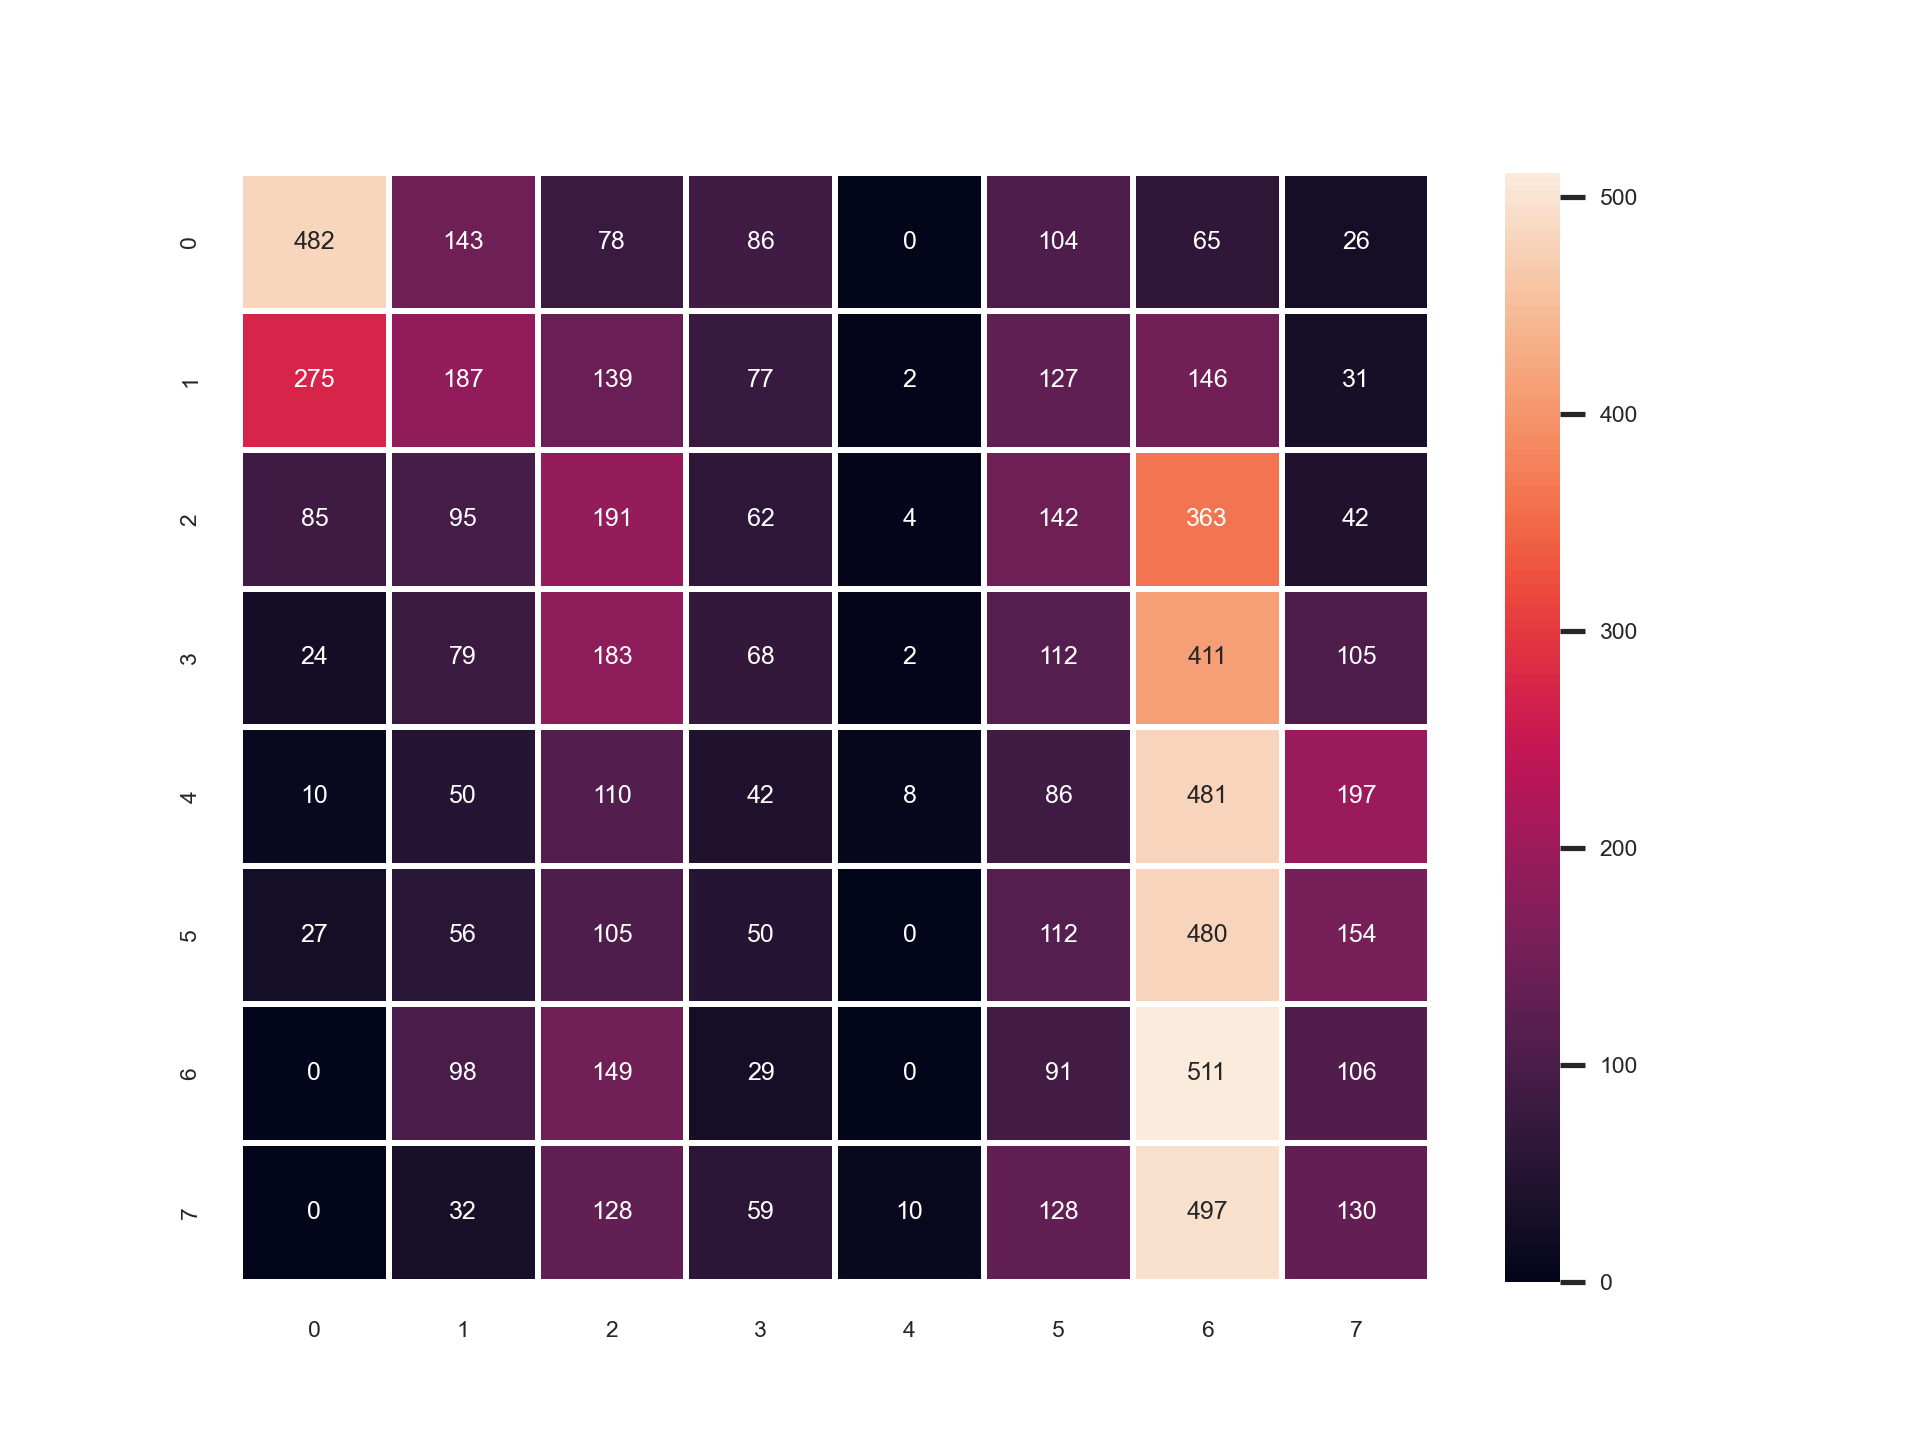 0 482 143 78 86 0 104 65 26
1 275 187 139 77 2 127 146 31
2 85 95 191 62 4 142 363 42
3 24 79 183 68 2 112 411 105
4 10 50 110 42 8 86 481 197
5 27 56 105 50 0 112 480 154
6 0 98 149 29 0 91 511 106
7 0 32 128 59 10 128 497 130
0 1 2 3 4 5 6 7
500
400
300
200
100
0